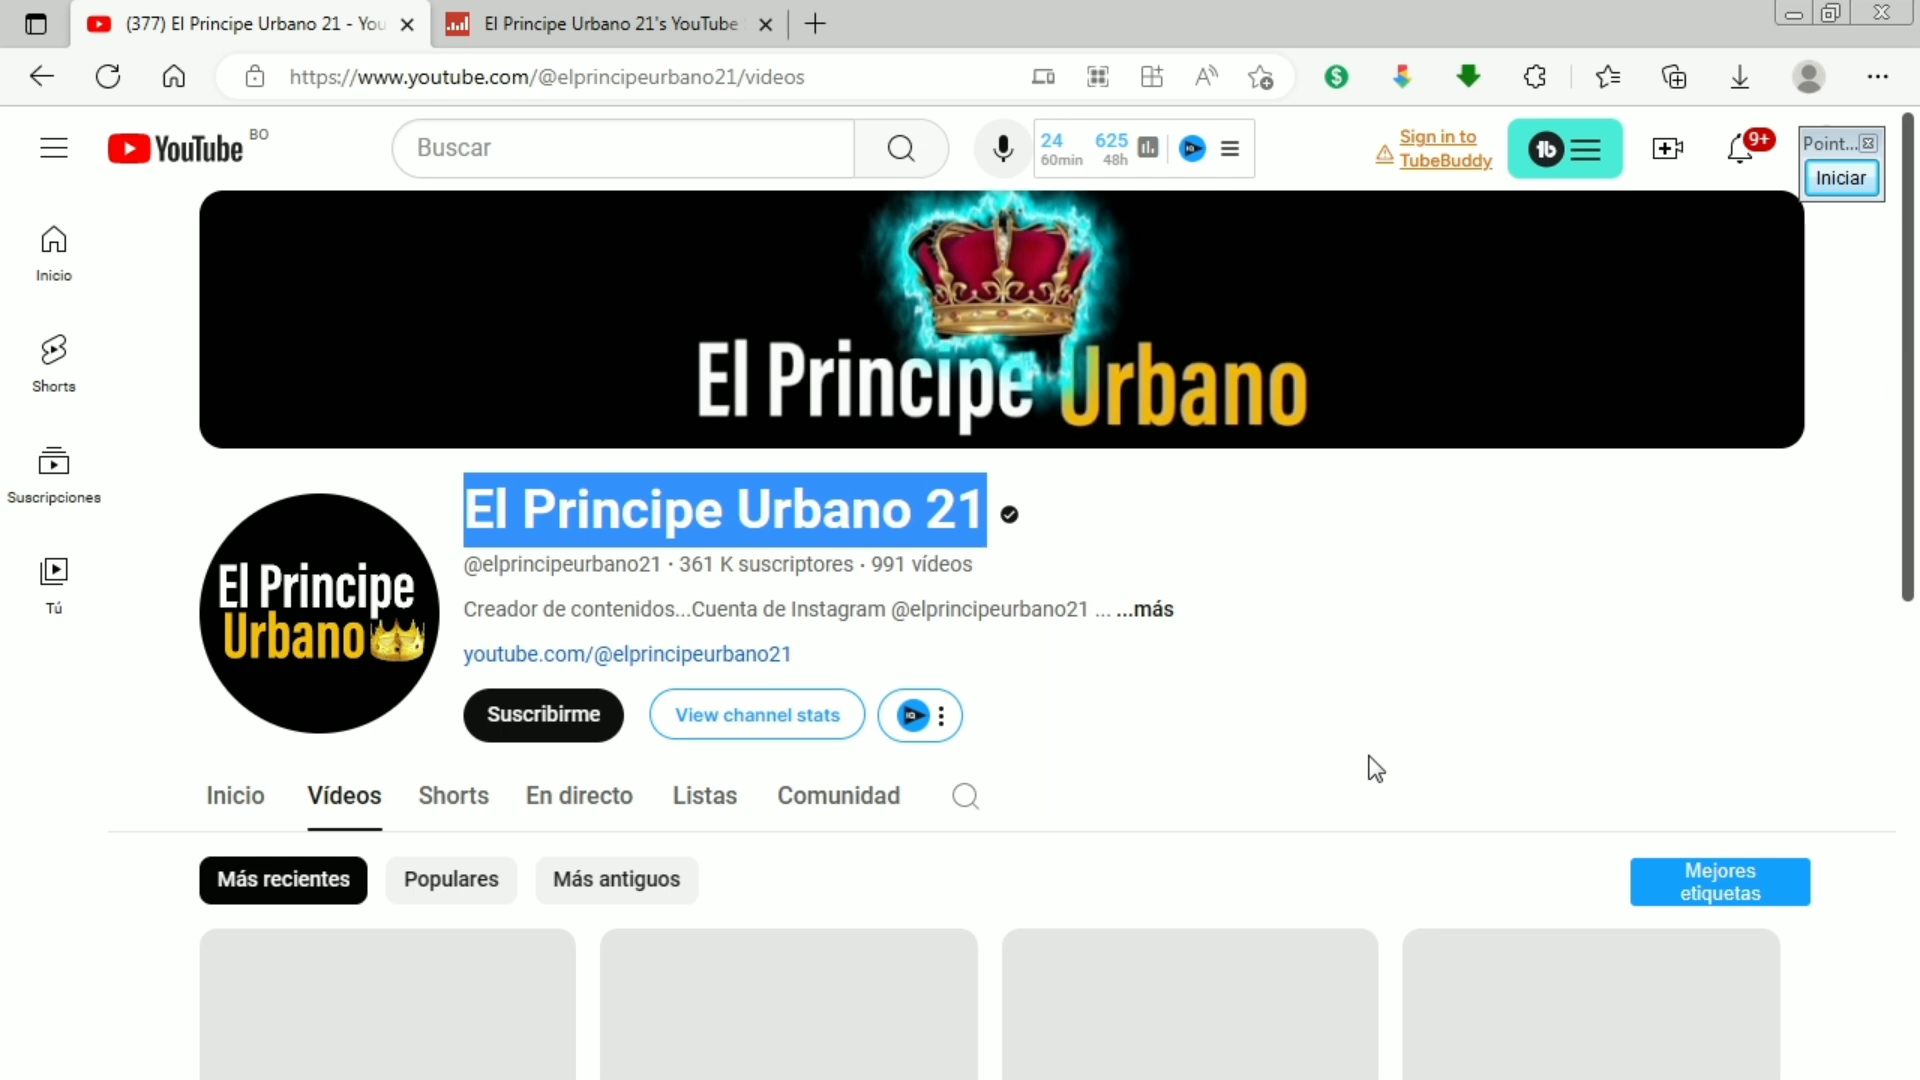 (377) El Principe Urbano 21 - You
El Principe Urbano 21's YouTube
https://www.youtube.com/@elprincipeurbano21/videos
YouTube BO
Buscar
24 60min
625 48h
Sign in to TubeBuddy
9+
Point...
Iniciar
Inicio
Shorts
Suscripciones
Tú
El Principe Urbano
El Principe
Urbano
El Principe Urbano 21
@elprincipeurbano21 · 361 K suscriptores · 991 vídeos
Creador de contenidos...Cuenta de Instagram @elprincipeurbano21 ... ...más
youtube.com/@elprincipeurbano21
Suscribirme
View channel stats
Inicio Vídeos Shorts En directo Listas Comunidad
Más recientes Populares Más antiguos
Mejores
etiquetas